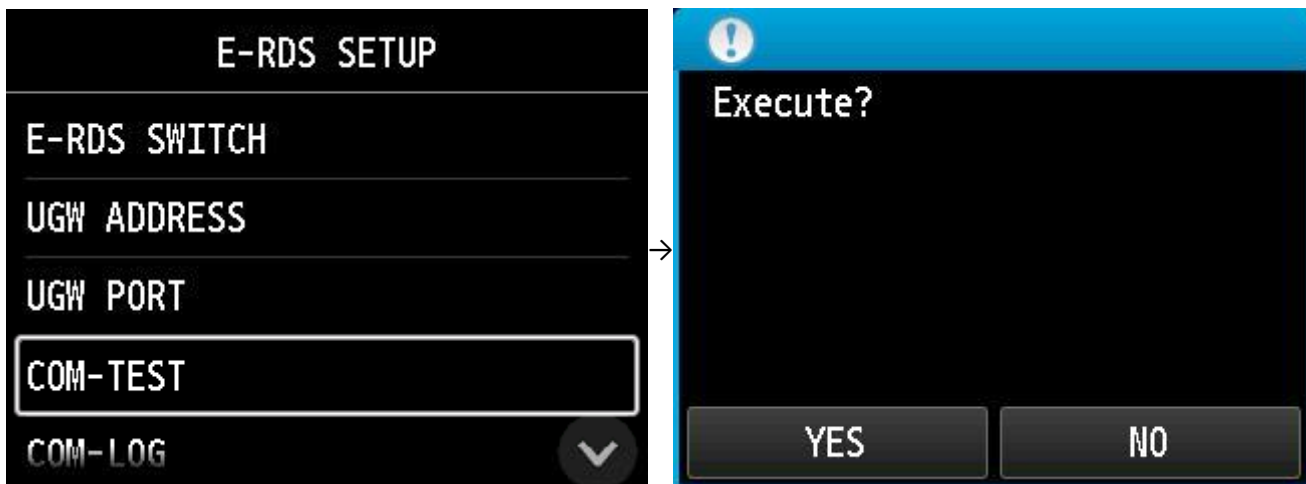 E-RDS SETUP
E-RDS SWITCH
UGW ADDRESS
UGW PORT
COM-TEST
COM-LOG
→
Execute?
YES NO